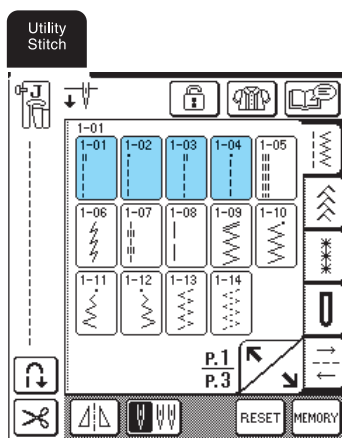 Utility
Stitch
J
1-01
1-01 1-02 1-03 1-04 1-05
1-06 1-07 1-08 1-09 1-10
1-11 1-12 1-13 1-14
P.1
P.3
RESET MEMORY